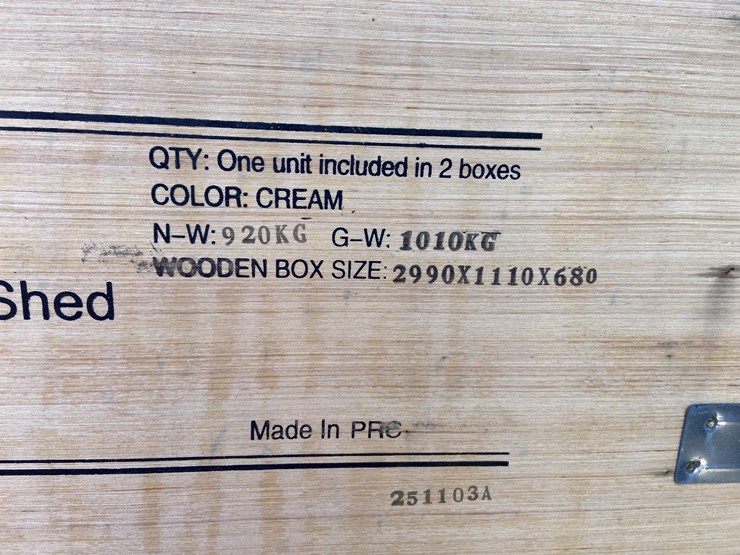 QTY: One unit included in 2 boxes
COLOR: CREAM
N-W: 920KG G-W: 1010KG
WOODEN BOX SIZE: 2990X1110X680
Shed
Made In PRC.
251103A